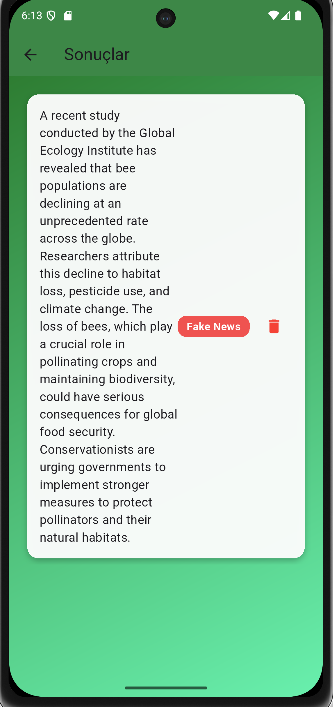 6:13
Sonuçlar
A recent study
conducted by the Global
Ecology Institute has
revealed that bee
populations are
declining at an
unprecedented rate
across the globe.
Researchers attribute
this decline to habitat
loss, pesticide use, and
climate change. The
loss of bees, which play
a crucial role in
pollinating crops and
maintaining biodiversity,
could have serious
consequences for global
food security.
Conservationists are
urging governments to
implement stronger
measures to protect
pollinators and their
natural habitats.
Fake News